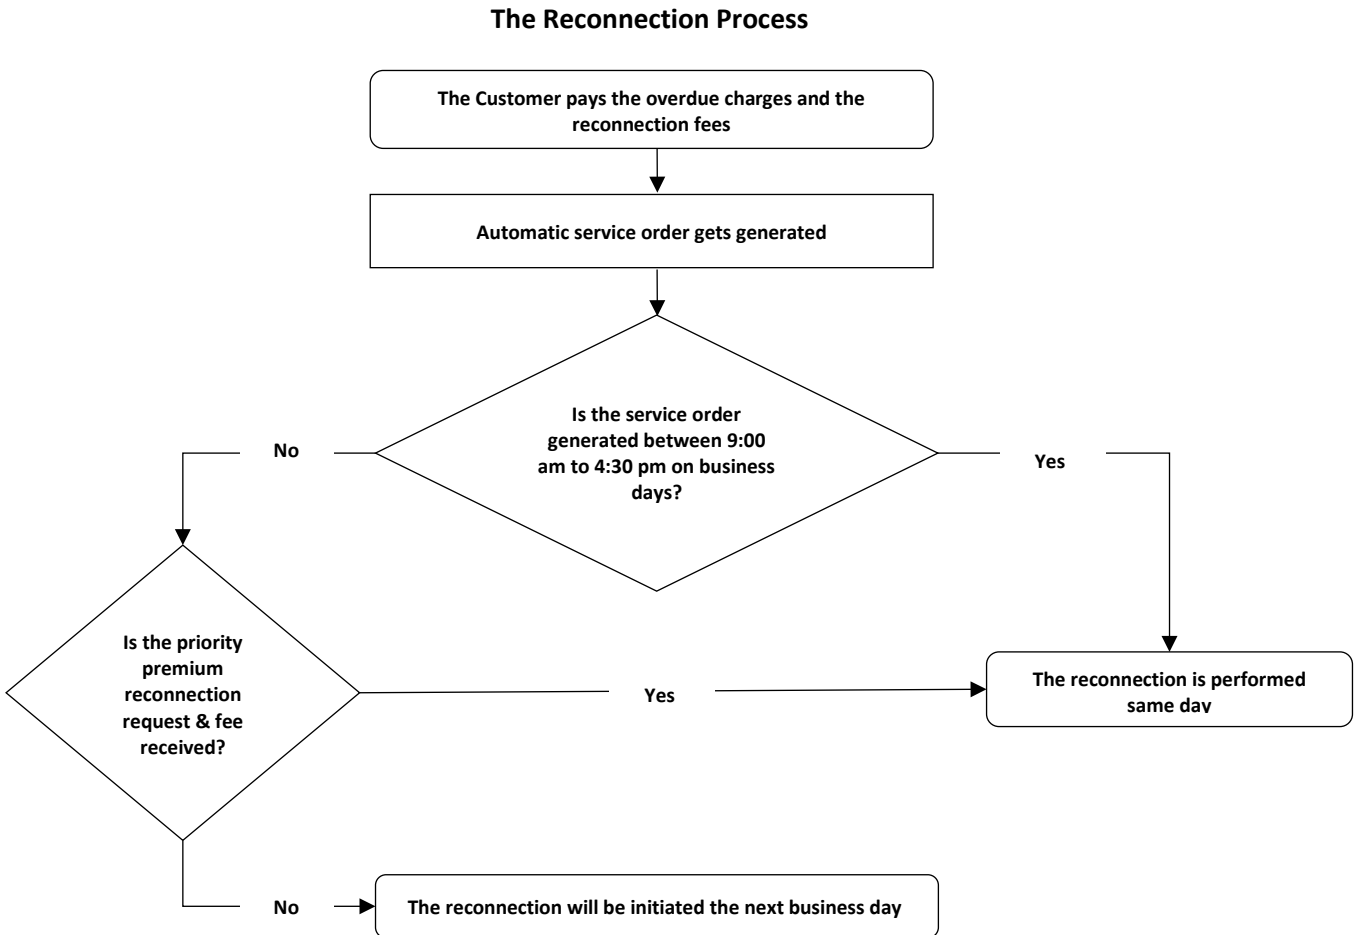 The Reconnection Process
The Customer pays the overdue charges and the
reconnection fees
Automatic service order gets generated
Is the service order
generated between 9:00
am to 4:30 pm on business
days?
No
Yes
Is the priority
premium
reconnection
request & fee
received?
Yes
The reconnection is performed
same day
No
The reconnection will be initiated the next business day